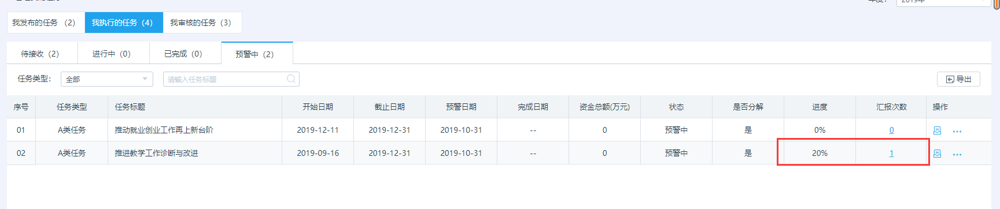 2019年
我发布的任务 （2） 我执行的任务（4） 我审核的任务（3）
待接收（2） 进行中（0） 已完成（0） 预警中（2）
任务类型： 全部 请输入任务标题 导出
序号 任务类型 任务标题 开始日期 截止日期 预警日期 完成日期 资金总额(万元) 状态 是否分解 进度 汇报次数 操作
01 A类任务 推动就业创业工作再上新台阶 2019-12-11 2019-12-31 2019-10-31 -- 0 预警中 是 0% 0 ...
02 A类任务 推进教学工作诊断与改进 2019-09-16 2019-12-31 2019-10-31 -- 0 预警中 是 20% 1 ...